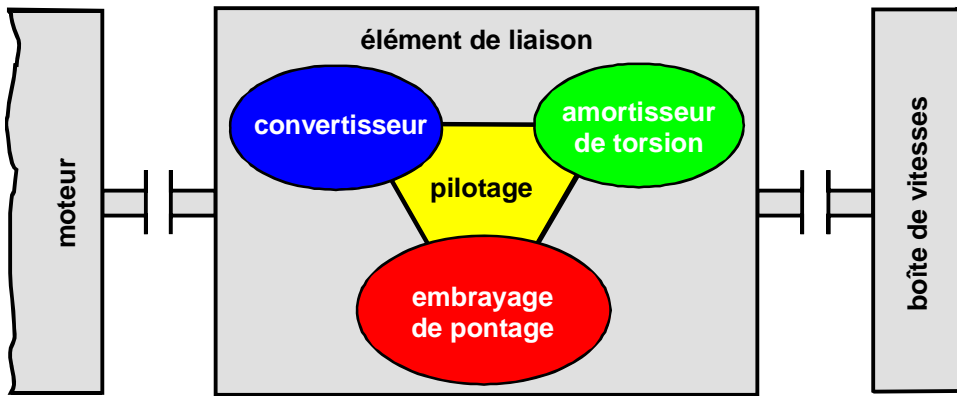 moteur
élément de liaison
convertisseur
amortisseur
de torsion
pilotage
embrayage
de pontage
boîte de vitesses